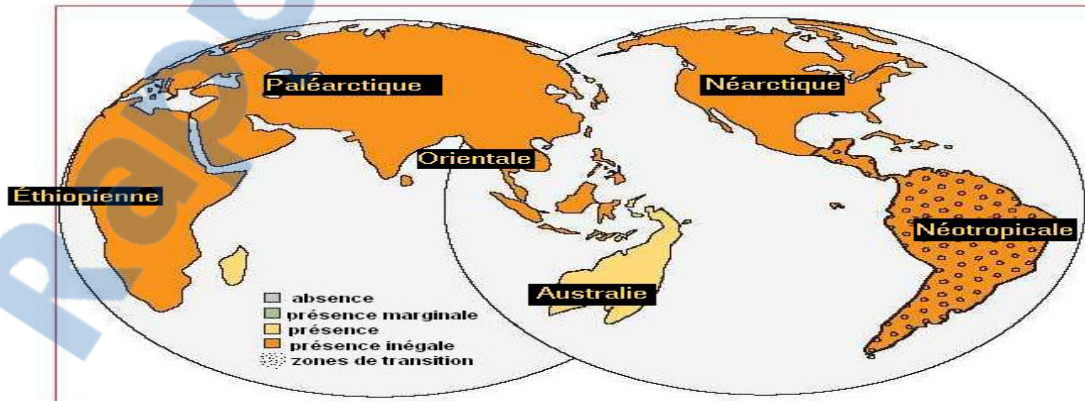 Paléarctique
Néarctique
Orientale
Éthiopienne
Néotropicale
Australie
absence
présence marginale
présence
présence inégale
zones de transition